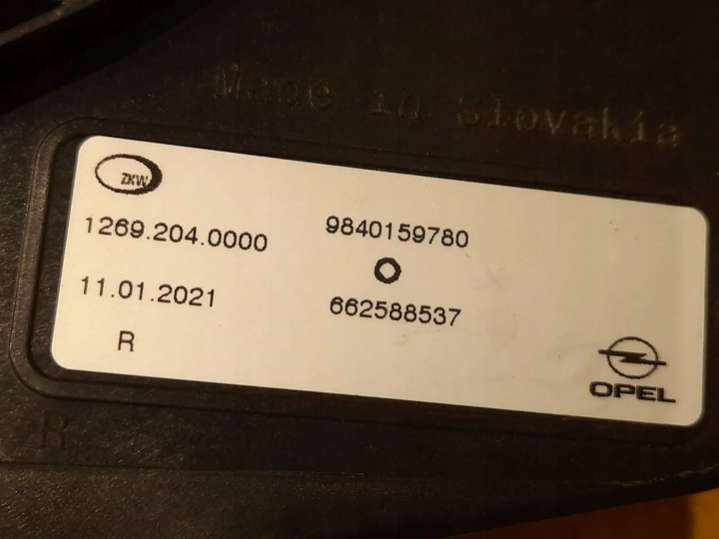 Made in Slovakia
ZKW
1269.204.0000 9840159780
11.01.2021 662588537
R
OPEL
R